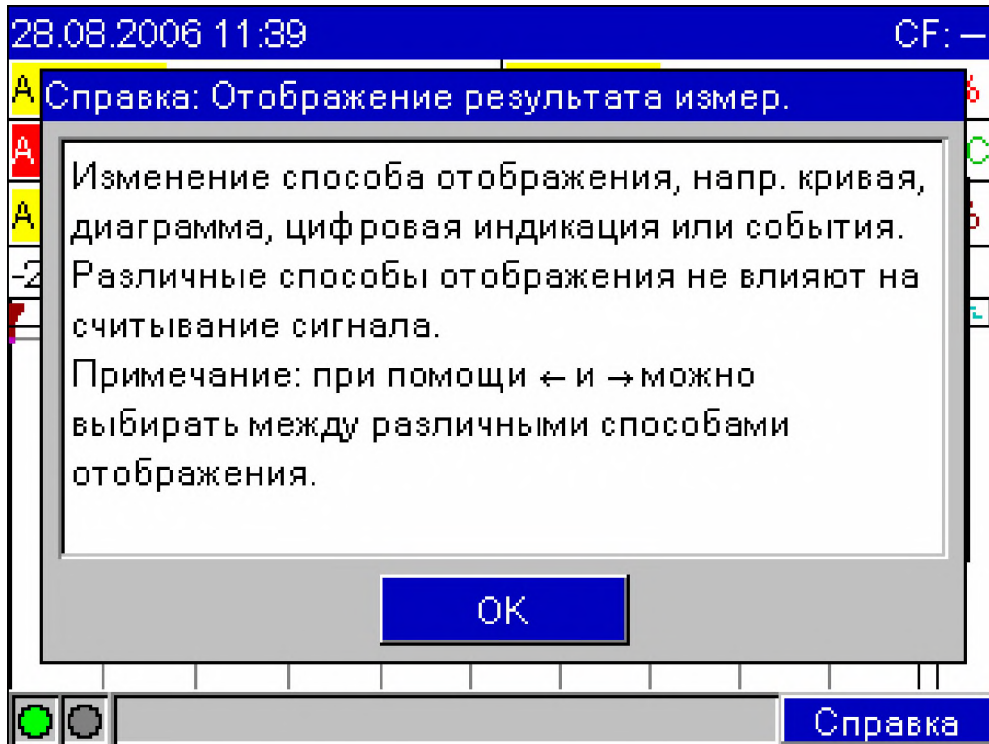 28.08.2006 11:39 CF: —
A
Справка: Отображение результата измер.
A
Изменение способа отображения, напр. кривая,
A
диаграмма, цифровая индикация или события.
-2
Различные способы отображения не влияют на
считывание сигнала.
Примечание: при помощи ← и → можно
выбирать между различными способами
отображения.
OK
Справка